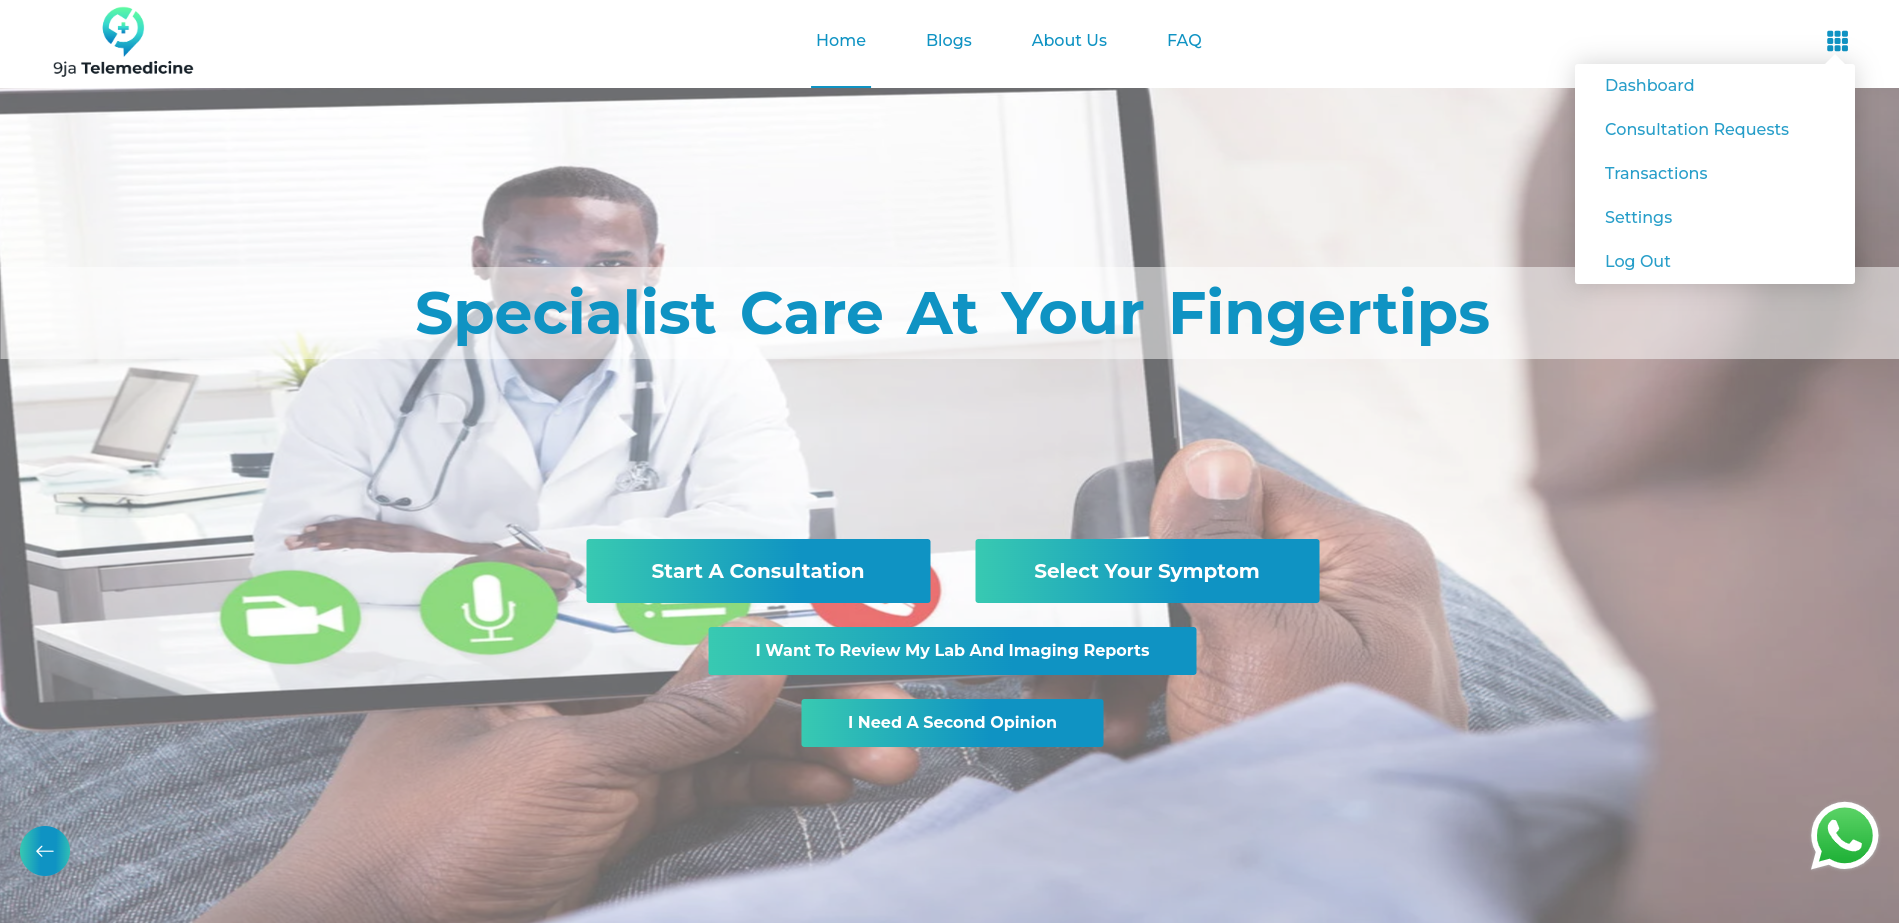 9ja Telemedicine
Home
Blogs
About Us
FAQ
Dashboard
Consultation Requests
Transactions
Settings
Log Out
Specialist Care At Your Fingertips
Start A Consultation
Select Your Symptom
I Want To Review My Lab And Imaging Reports
I Need A Second Opinion